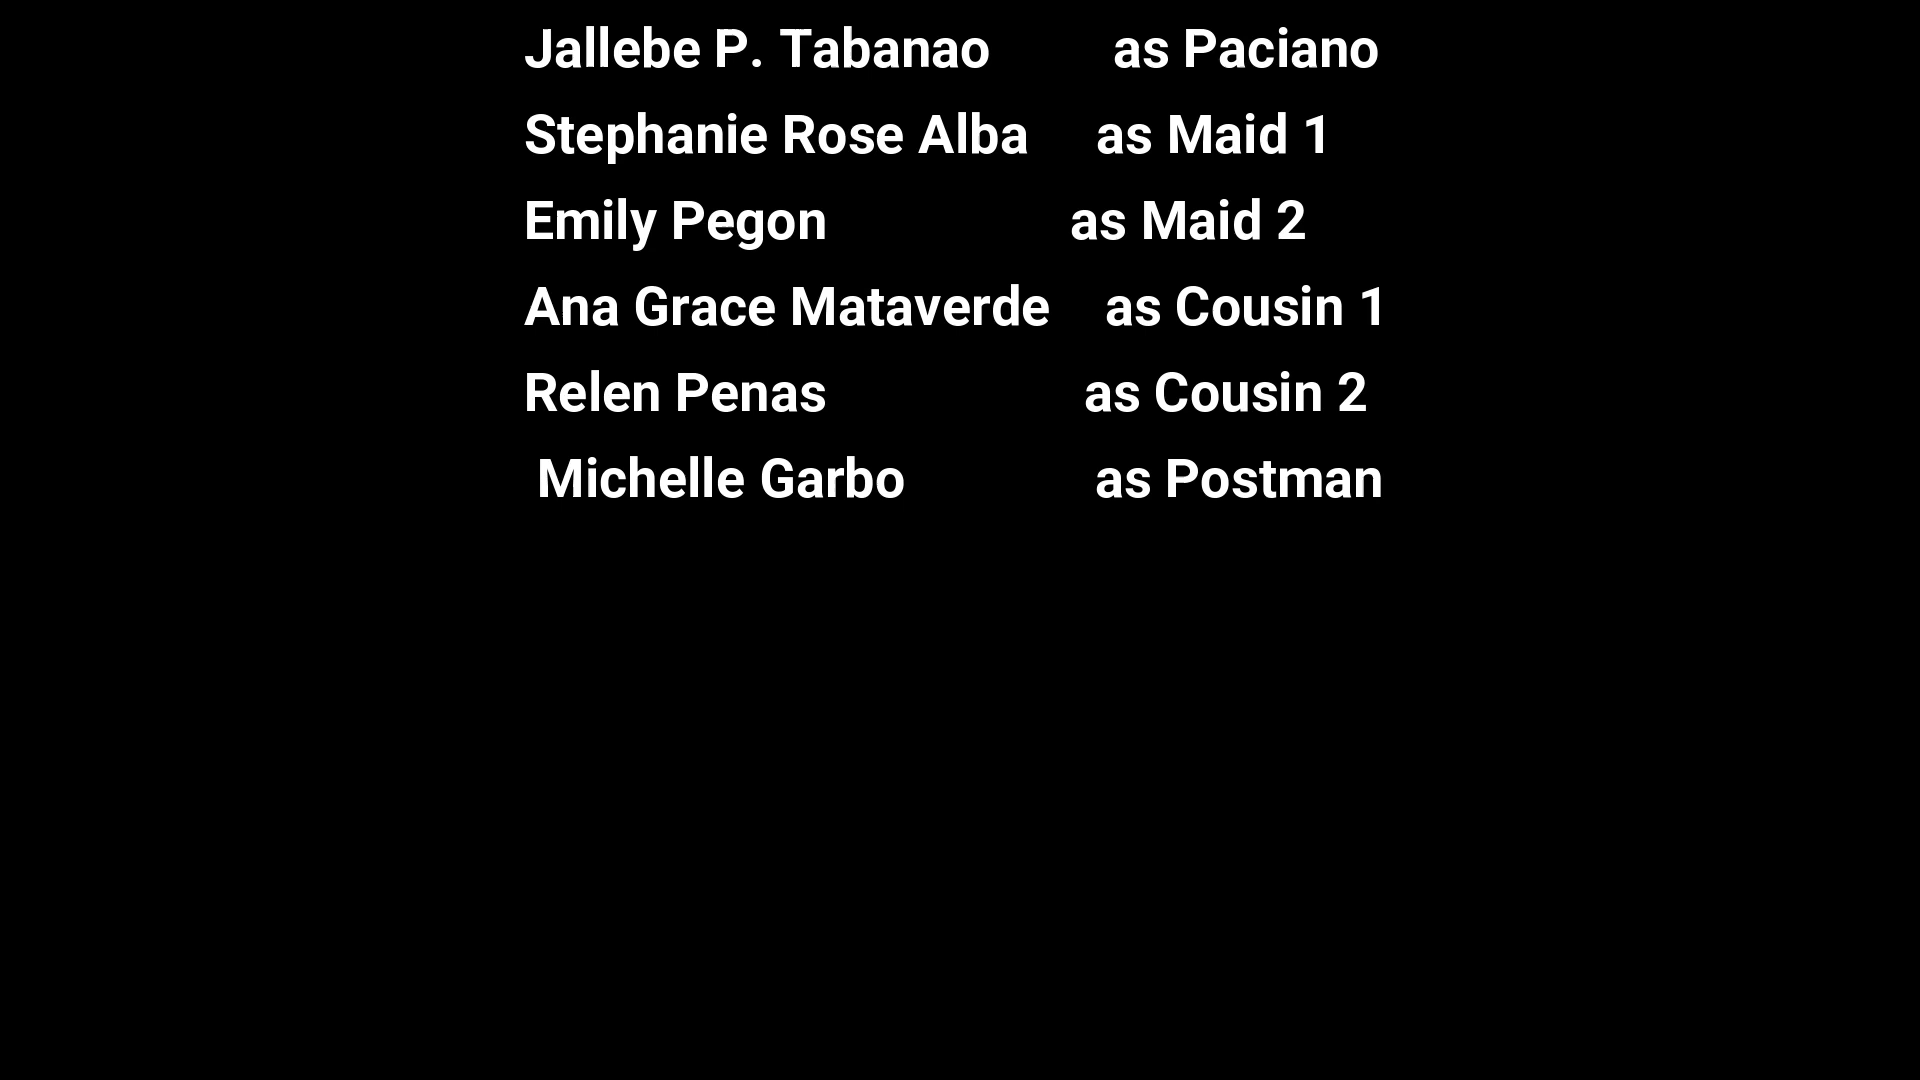 Jallebe P. Tabanao as Paciano
Stephanie Rose Alba as Maid 1
Emily Pegon as Maid 2
Ana Grace Mataverde as Cousin 1
Relen Penas as Cousin 2
Michelle Garbo as Postman